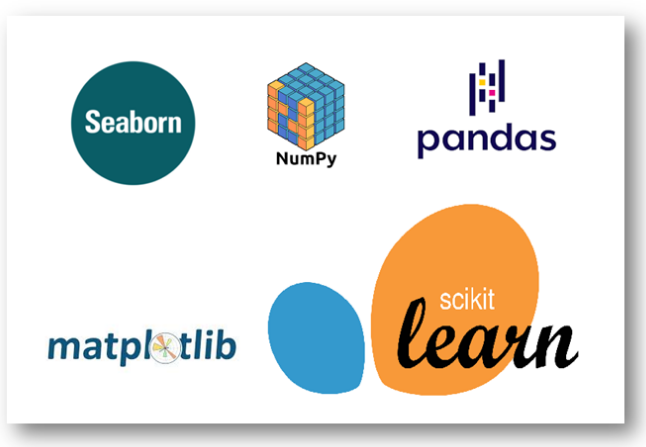 Seaborn
NumPy
pandas
matplotlib
scikit
learn